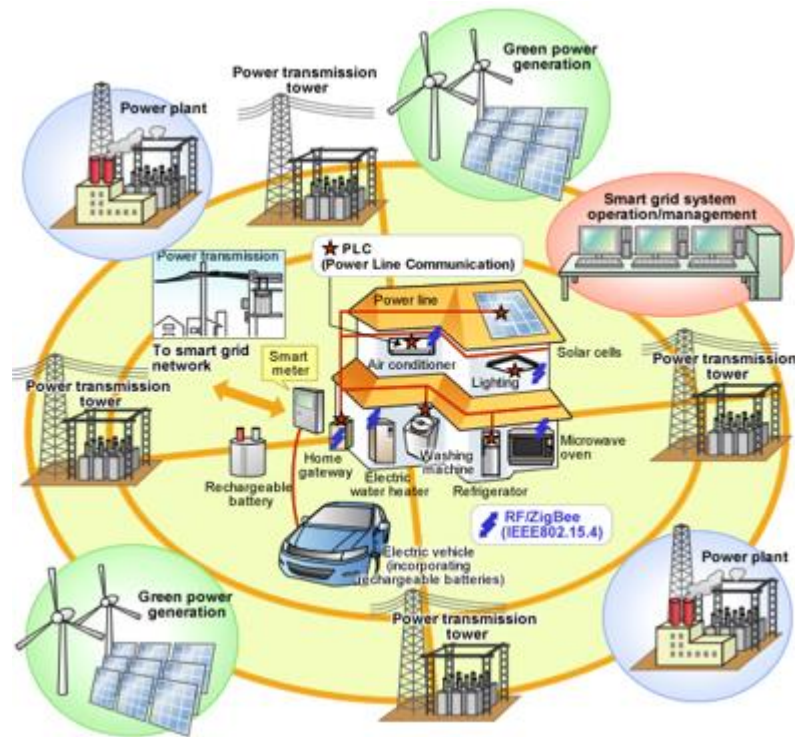 Green power
generation
Power transmission
tower
Power plant
Smart grid system
operation/management
PLC
(Power Line Communication)
Power transmission
Power line
To smart grid
network
Smart
meter
Air conditioner
Solar cells
Lighting
Power transmission
tower
Power transmission
tower
Home
gateway
Electric
water heater
Washing
machine
Refrigerator
Microwave
oven
Rechargeable
battery
RF/ZigBee
(IEEE802.15.4)
Electric vehicle
(incorporating
rechargeable batteries)
Power plant
Green power
generation
Power transmission
tower